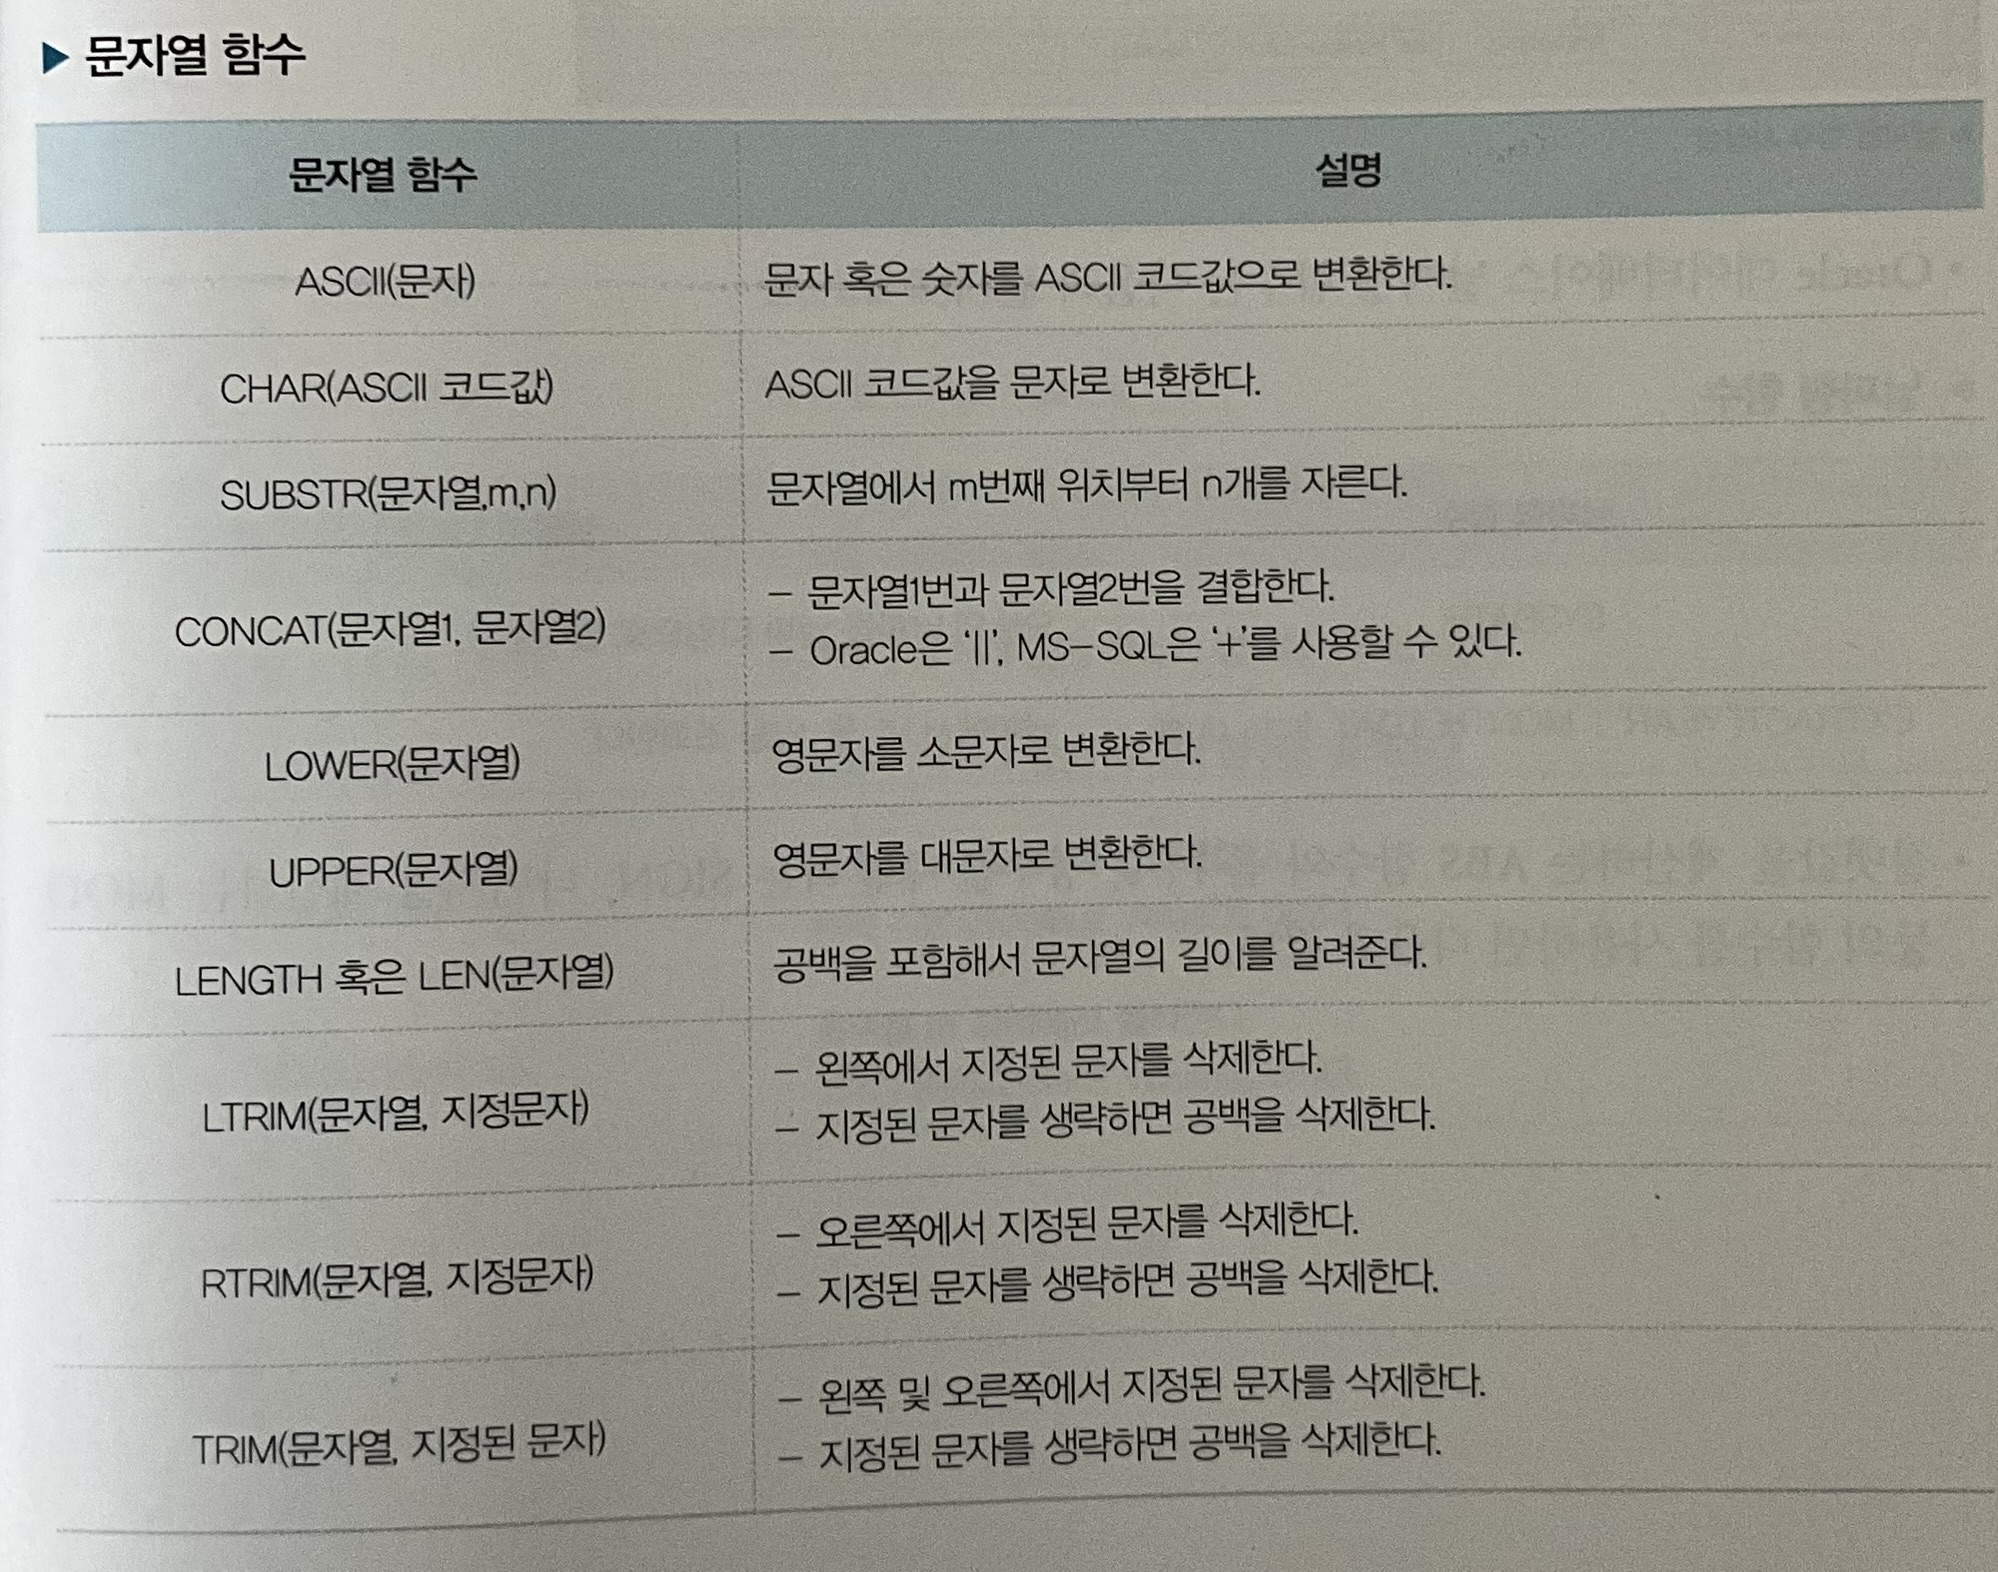 ▶ 문자열 함수
문자열 함수 설명
ASCII(문자) 문자 혹은 숫자를 ASCII 코드값으로 변환한다.
CHAR(ASCII 코드값) ASCII 코드값을 문자로 변환한다.
SUBSTR(문자열,m,n) 문자열에서 m번째 위치부터 n개를 자른다.
CONCAT(문자열1, 문자열2)
– 문자열1번과 문자열2번을 결합한다.
– Oracle은 '||', MS–SQL은 '+'를 사용할 수 있다.
LOWER(문자열) 영문자를 소문자로 변환한다.
UPPER(문자열) 영문자를 대문자로 변환한다.
LENGTH 혹은 LEN(문자열) 공백을 포함해서 문자열의 길이를 알려준다.
LTRIM(문자열, 지정문자)
– 왼쪽에서 지정된 문자를 삭제한다.
– 지정된 문자를 생략하면 공백을 삭제한다.
RTRIM(문자열, 지정문자)
– 오른쪽에서 지정된 문자를 삭제한다.
– 지정된 문자를 생략하면 공백을 삭제한다.
TRIM(문자열, 지정된 문자)
– 왼쪽 및 오른쪽에서 지정된 문자를 삭제한다.
– 지정된 문자를 생략하면 공백을 삭제한다.